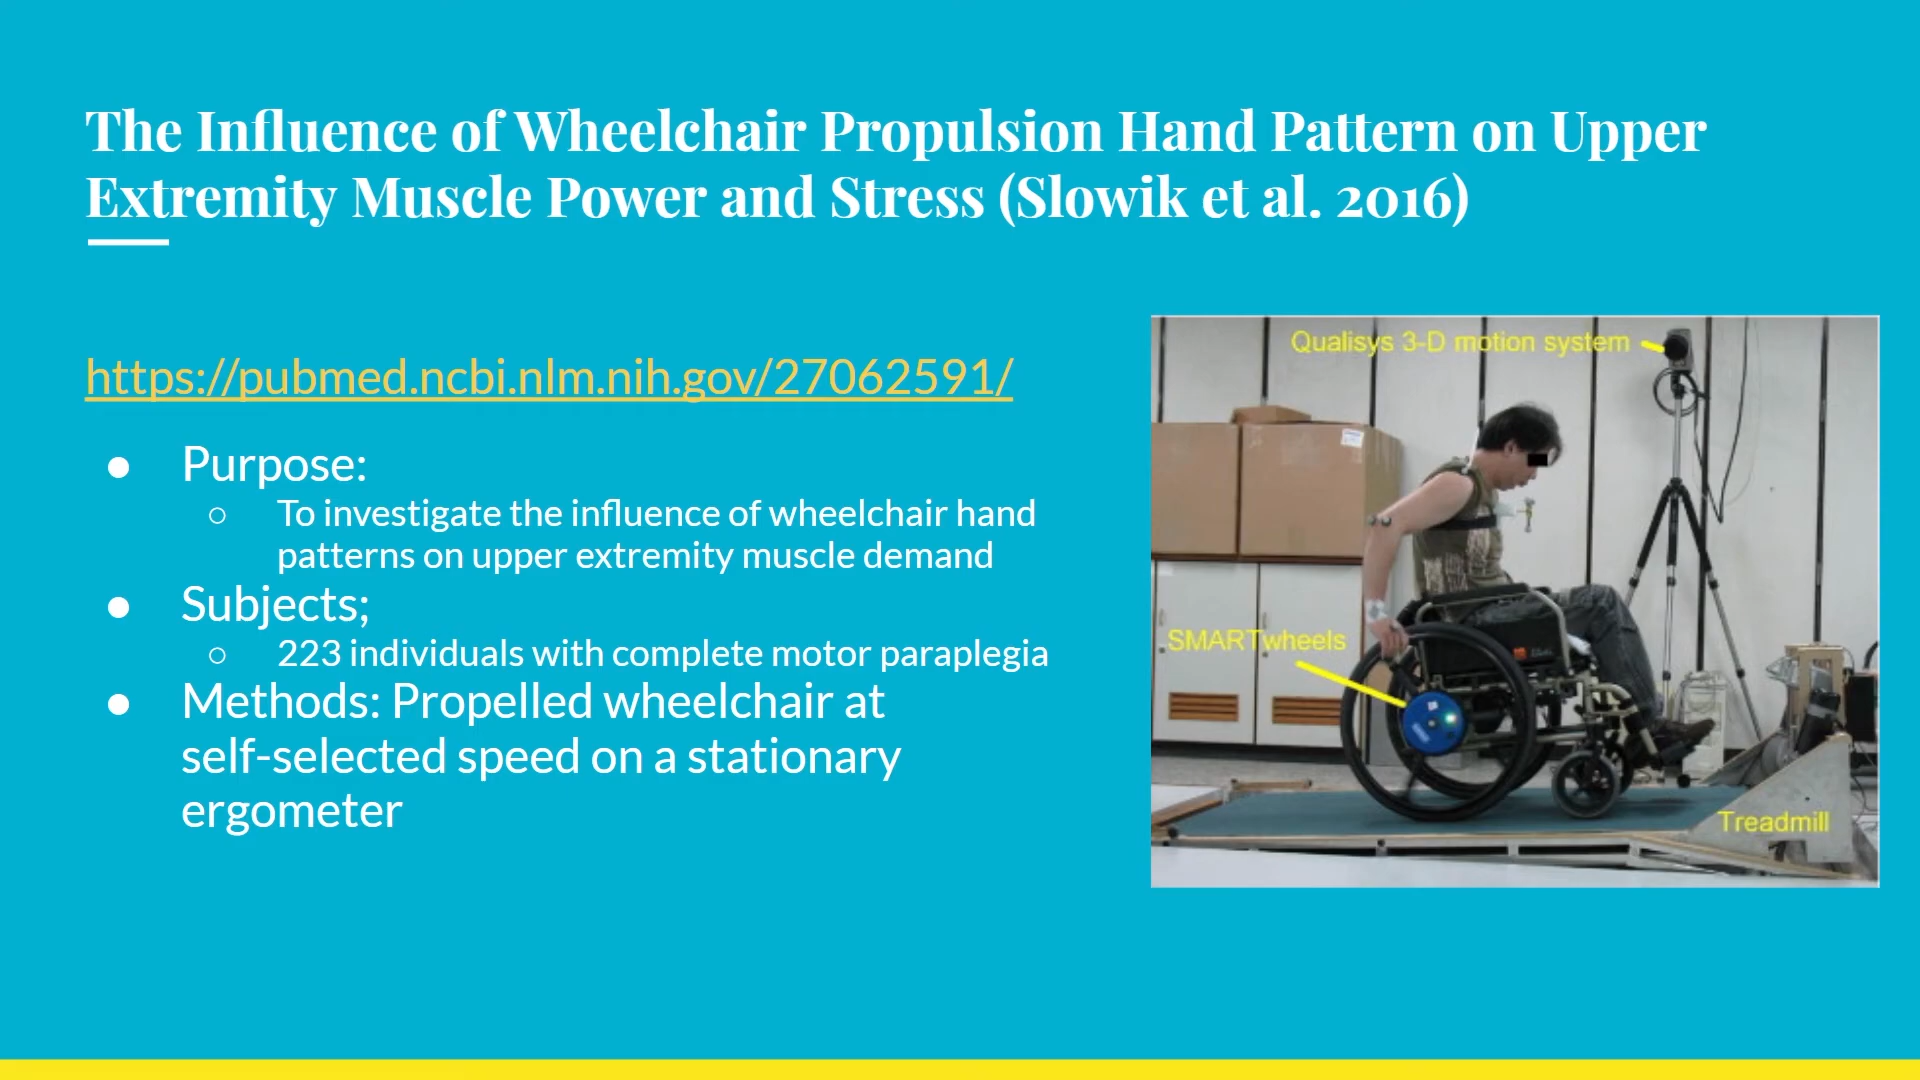 The Influence of Wheelchair Propulsion Hand Pattern on Upper
Extremity Muscle Power and Stress (Slowik et al. 2016)
https://pubmed.ncbi.nlm.nih.gov/27062591/
● Purpose:
○ To investigate the influence of wheelchair hand
patterns on upper extremity muscle demand
● Subjects;
○ 223 individuals with complete motor paraplegia
● Methods: Propelled wheelchair at
self-selected speed on a stationary
ergometer
Qualisys 3-D motion system
SMARTwheels
Treadmill